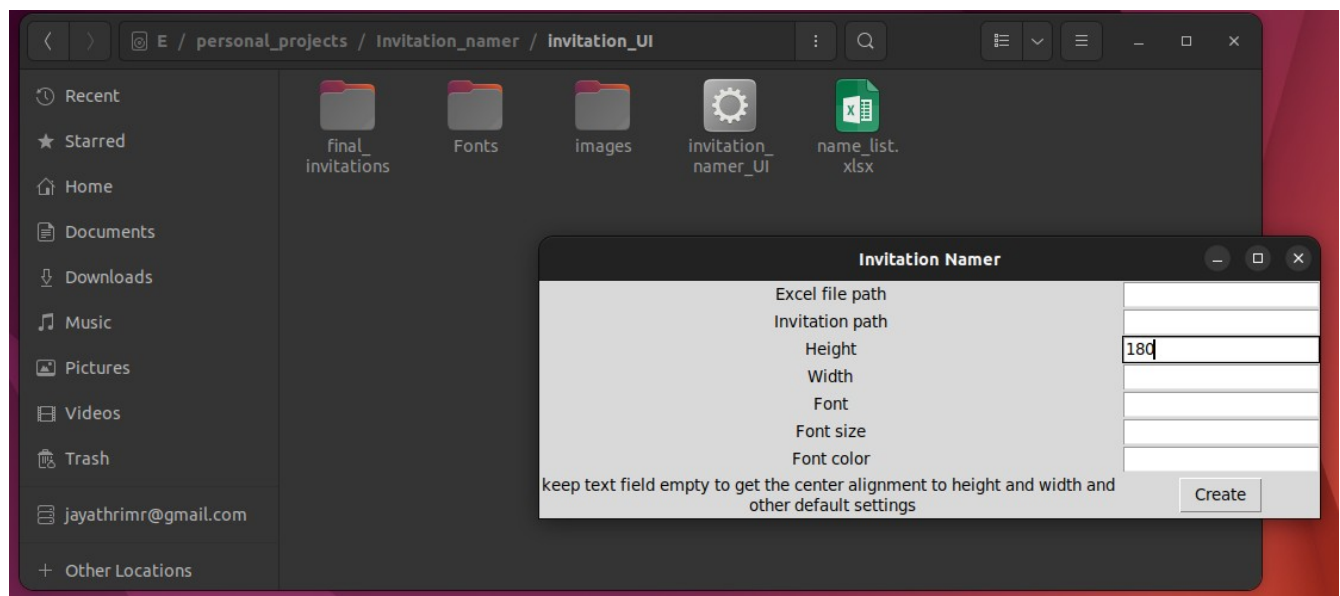 E / personal_projects / Invitation_namer / invitation_UI
Recent
Starred
Home
Documents
Downloads
Music
Pictures
Videos
Trash
jayathrimr@gmail.com
+ Other Locations
final_
invitations
Fonts
images
invitation_
namer_UI
name_list.
xlsx
Invitation Namer
Excel file path
Invitation path
Height 180
Width
Font
Font size
Font color
keep text field empty to get the center alignment to height and width and
other default settings
Create